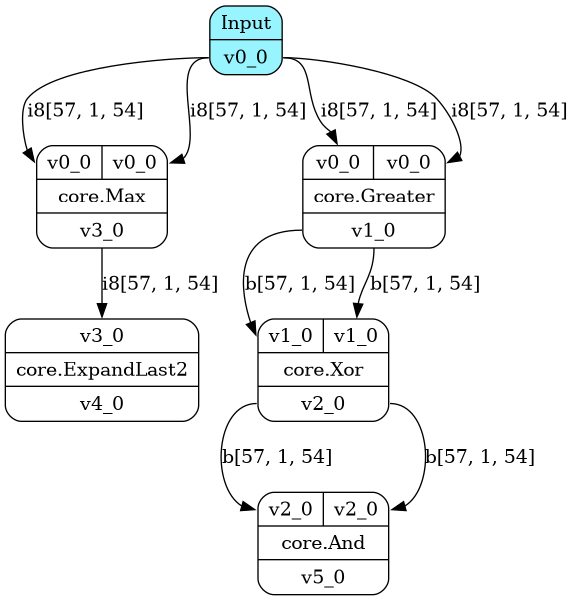 Input
v0_0
i8[57, 1, 54]
i8[57, 1, 54]
i8[57, 1, 54]
i8[57, 1, 54]
v0_0 v0_0
core.Max
v3_0
v0_0 v0_0
core.Greater
v1_0
i8[57, 1, 54]
b[57, 1, 54]
b[57, 1, 54]
v3_0
core.ExpandLast2
v4_0
v1_0 v1_0
core.Xor
v2_0
b[57, 1, 54]
b[57, 1, 54]
v2_0 v2_0
core.And
v5_0